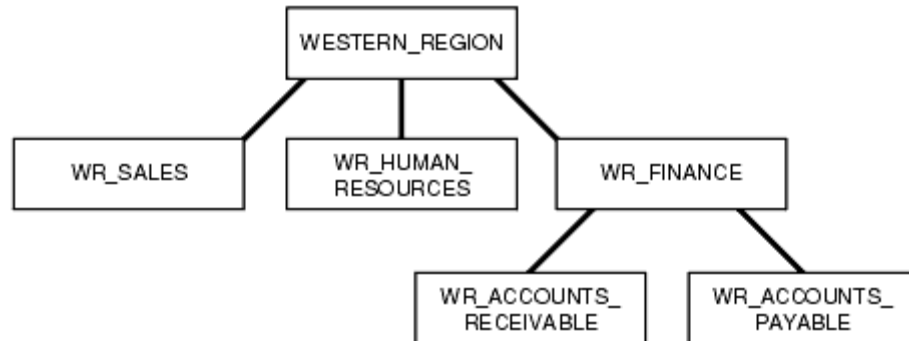 WESTERN_REGION
WR_SALES
WR_HUMAN_
RESOURCES
WR_FINANCE
WR_ACCOUNTS_
RECEIVABLE
WR_ACCOUNTS_
PAYABLE